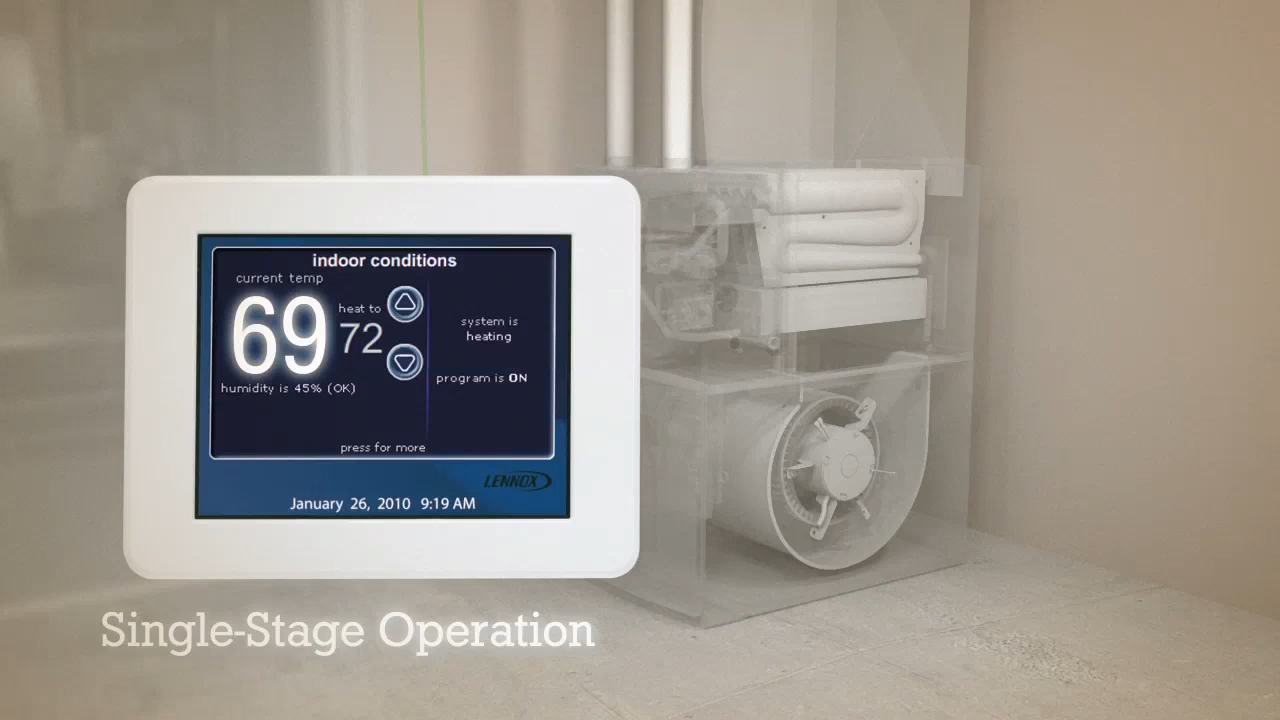 indoor conditions
current temp
69
heat to
72
humidity is 45% (OK)
system is
heating
program is ON
press for more
LENNOX
January 26, 2010 9:19 AM
Single-Stage Operation